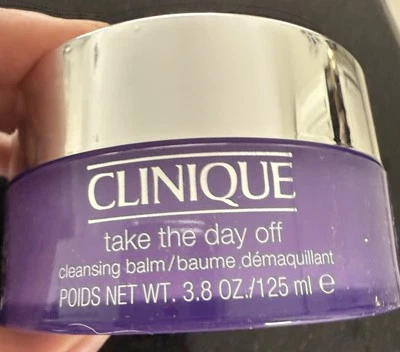 CLINIQUE
take the day off
cleansing balm/baume démaquillant
POIDS NET WT. 3.8 OZ./125 ml ℮